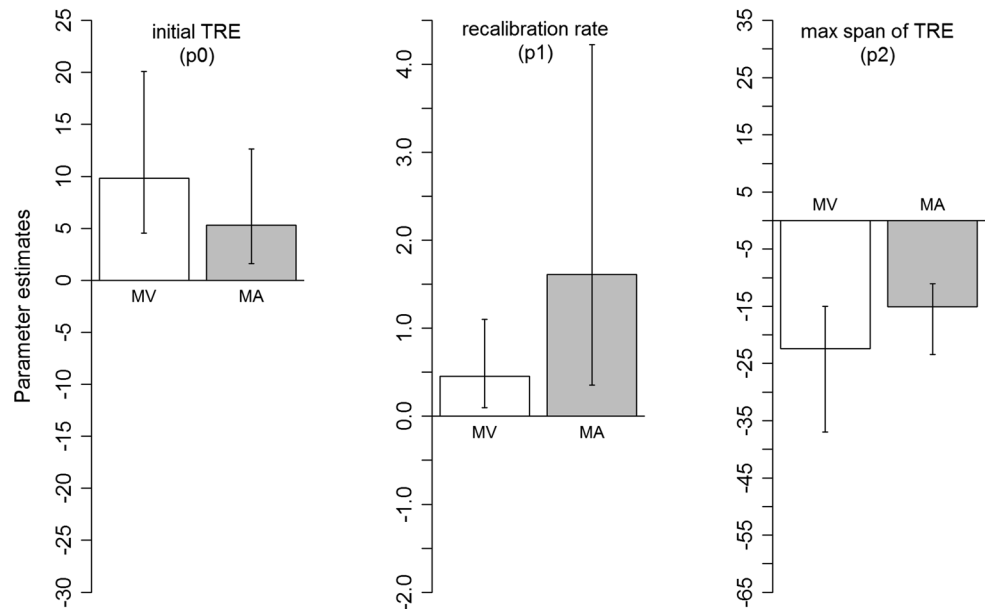 Parameter estimates
initial TRE
(p0)
25
20
15
10
5
0
-5
-10
-15
-20
-25
-30
MV
MA
recalibration rate
(p1)
4.0
3.0
2.0
1.0
0.0
-1.0
-2.0
MV
MA
max span of TRE
(p2)
35
25
15
5
-5
-15
-25
-35
-45
-55
-65
MV
MA